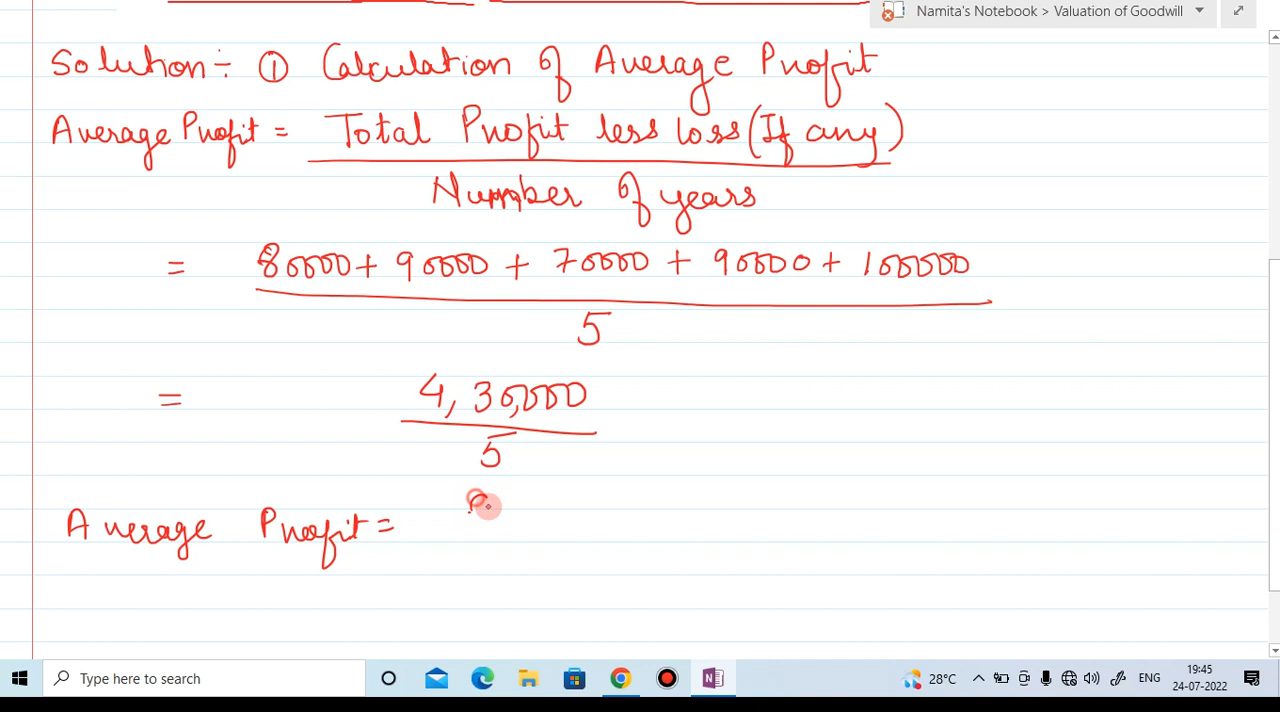 Namita's Notebook > Valuation of Goodwill
Solution:- ① Calculation of Average Profit
Average Profit = Total Profit less loss (If any)
Number of years
= 80000 + 90000 + 70000 + 90000 + 100000
5
= 4,30,000
5
Average Profit =
Type here to search
28°C
ENG
19:45
24-07-2022